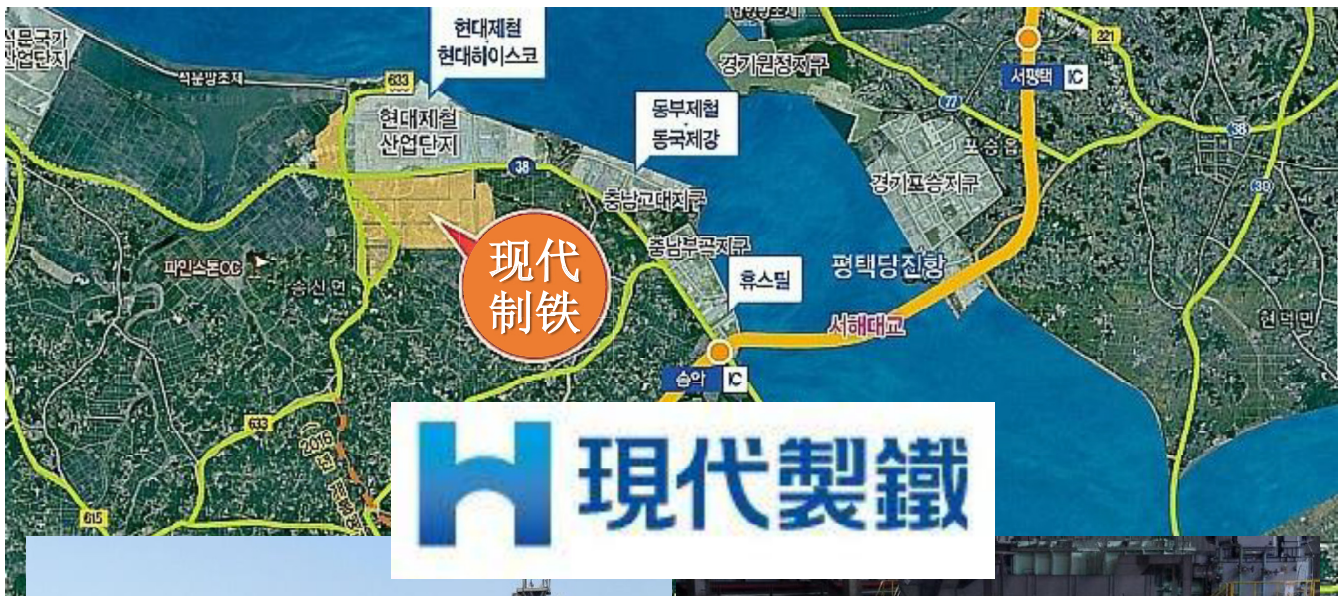 현대제철
현대하이스코
석문국가
산업단지
석문방조제
633
현대제철
산업단지
경기원정지구
221
서평택 IC
77
38
동부제철
동국제강
포승읍
38
30
경기포승지구
충남고대지구
충남부곡지구
现代
制铁
파인스톤CC
송신면
휴스틸
평택당진항
서해대교
현덕면
송악 IC
633
2016
615
現代製鐵